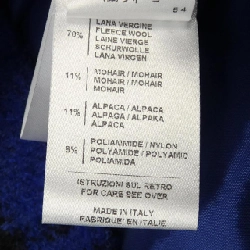 LANA VERGINE
FLEECE WOOL
70% LAINE VIERGE
SCHURWOLLE
LANA VIRGEN
11% MOHAIR / MOHAIR
MOHAIR / MOHAIR
11% ALPACA / ALPACA
ALPAKA / ALPAGA
ALPACA
8% POLIAMIDE / NYLON
POLYAMIDE / POLYAMID
POLIAMIDA
ISTRUZIONI SUL RETRO
FOR CARE SEE OVER
MADE IN ITALY
FABRIQUÉ EN ITALIE